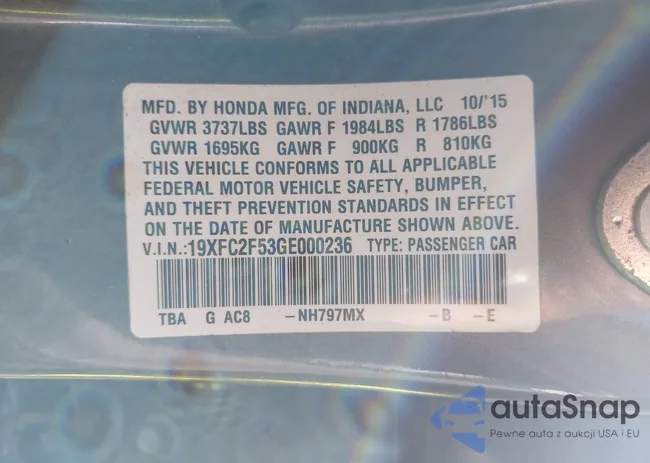 MFD. BY HONDA MFG. OF INDIANA, LLC 10/'15
GVWR 3737LBS GAWR F 1984LBS R 1786LBS
GVWR 1695KG GAWR F 900KG R 810KG
THIS VEHICLE CONFORMS TO ALL APPLICABLE
FEDERAL MOTOR VEHICLE SAFETY, BUMPER,
AND THEFT PREVENTION STANDARDS IN EFFECT
ON THE DATE OF MANUFACTURE SHOWN ABOVE.
V.I.N.:19XFC2F53GE000236 TYPE: PASSENGER CAR
TBA G AC8 -NH797MX -B -E
autaSnap
Pewne auta z aukcji USA i EU